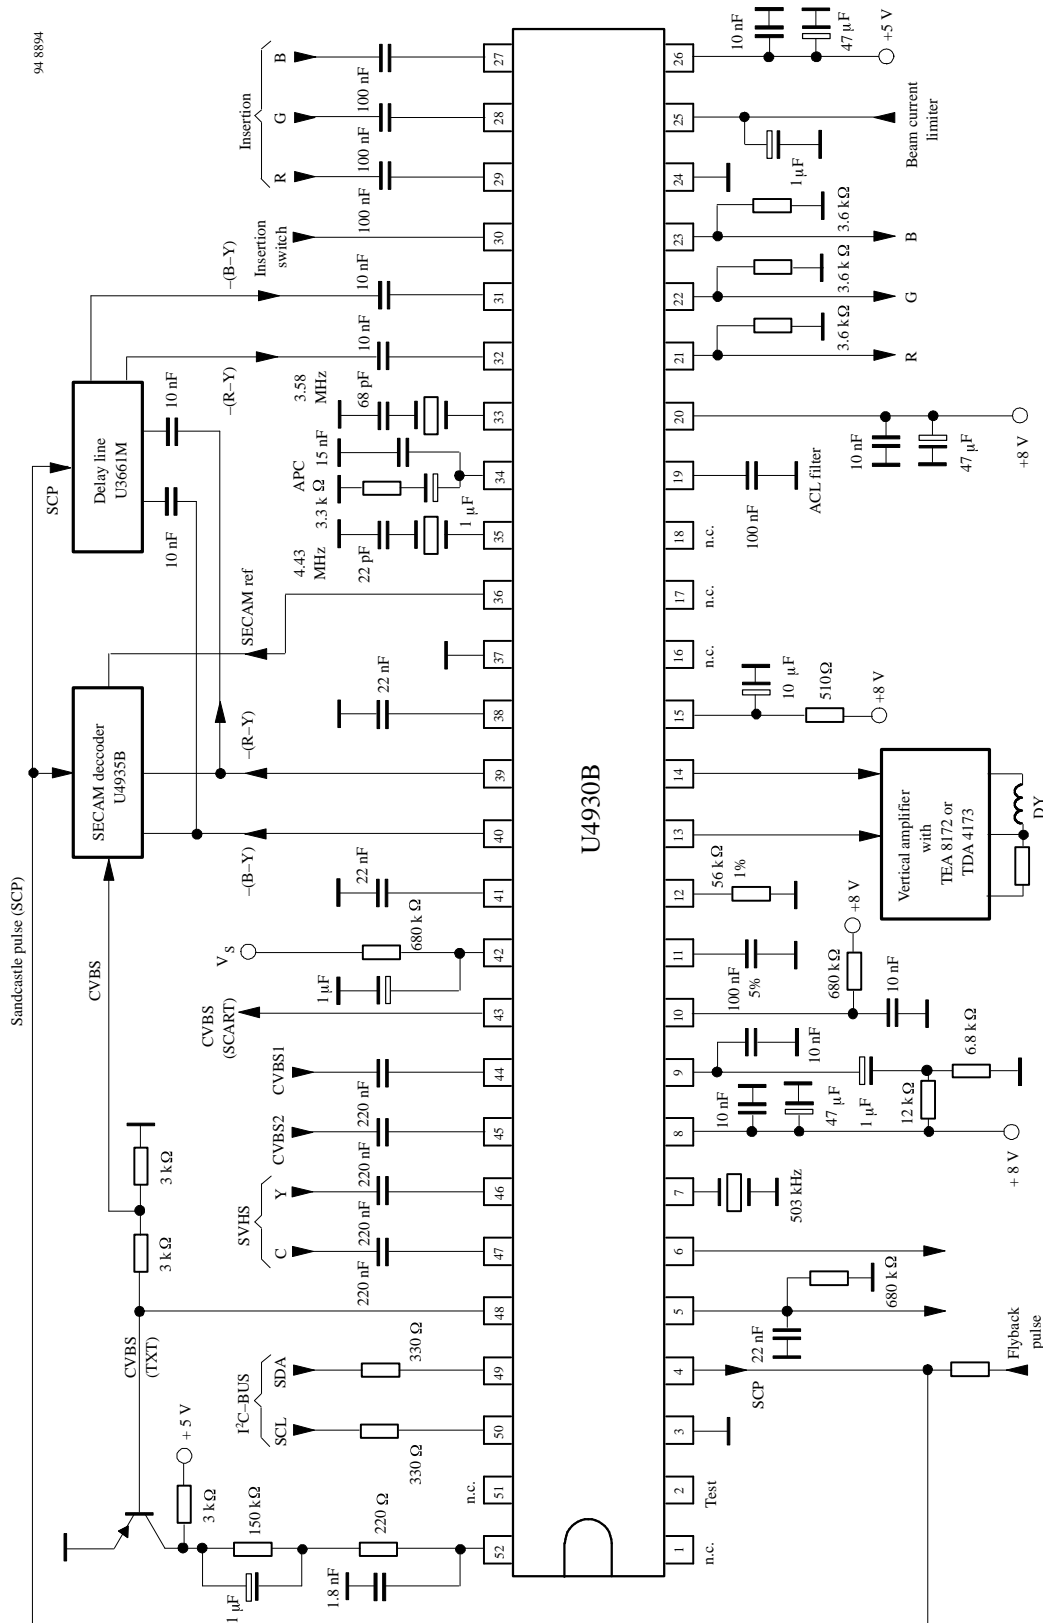 94 8894
Sandcastle pulse (SCP)
SCP
Delay line
U3661M
10 nF
10 nF
SECAM deccoder
U4935B
SECAM ref
–(R–Y)
–(B–Y)
–(B–Y)
–(R–Y)
CVBS
CVBS
(TXT)
3 kΩ
3 kΩ
+ 5 V
3 kΩ
150 kΩ
1 µF
220 Ω
1.8 nF
Insertion
B
G
R
100 nF
100 nF
100 nF
Insertion
switch
10 nF
10 nF
3.58
MHz
68 pF
15 nF
APC
3.3 k Ω
1 µF
4.43
MHz
22 pF
22 nF
22 nF
680 k Ω
V S
1 µF
CVBS
(SCART)
CVBS1
220 nF
CVBS2
220 nF
SVHS
Y
C
220 nF
220 nF
I²C–BUS
SDA
SCL
330 Ω
330 Ω
n.c.
27
28
29
30
31
32
33
34
35
36
37
38
39
40
41
42
43
44
45
46
47
48
49
50
51
52
U4930B
26
25
24
23
22
21
20
19
18
17
16
15
14
13
12
11
10
9
8
7
6
5
4
3
2
1
10 nF
47 µF
+5 V
Beam current
limiter
1 µF
3.6 k Ω
B
3.6 k Ω
G
3.6 k Ω
R
10 nF
47 µF
+8 V
100 nF
ACL filter
n.c.
n.c.
n.c.
10 µF
510 Ω
+8 V
Vertical amplifier
with
TEA 8172 or
TDA 4173
DY
56 k Ω
1%
100 nF
5%
+8 V
680 kΩ
10 nF
10 nF
1 µF
6.8 k Ω
12 kΩ
10 nF
47 µF
+ 8 V
503 kHz
680 k Ω
22 nF
SCP
Flyback
pulse
Test
n.c.